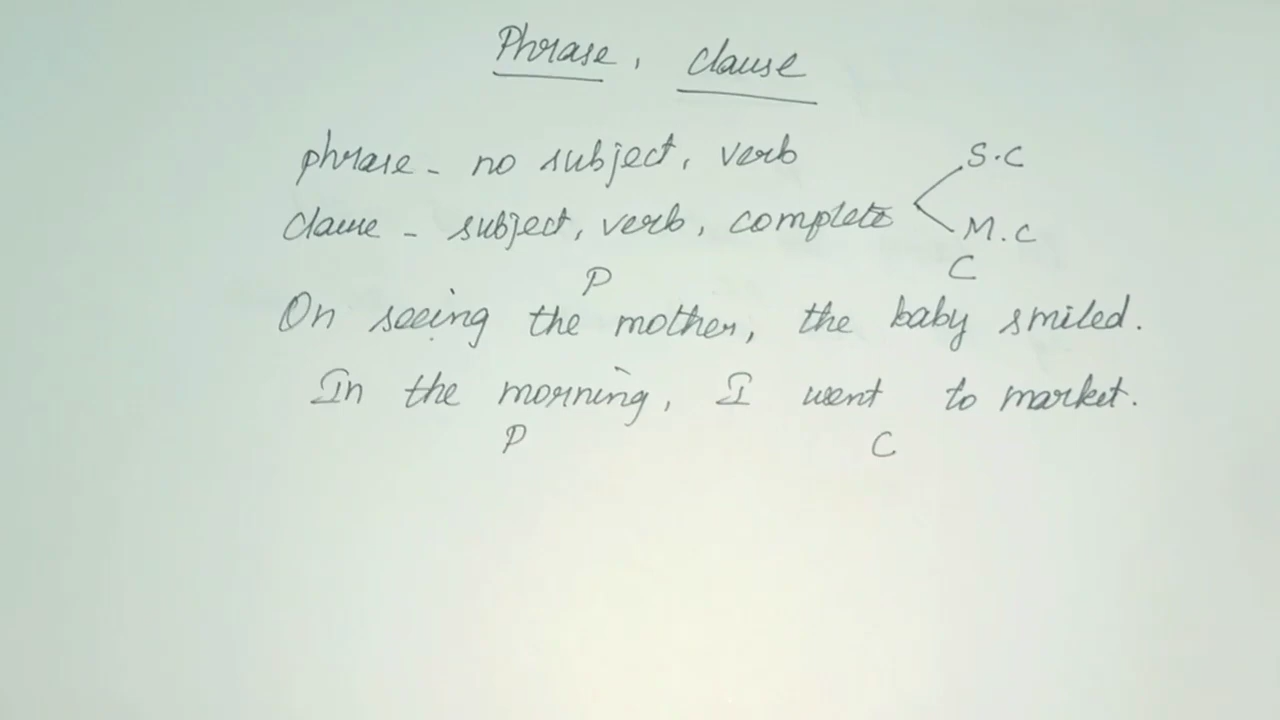 Phrase, Clause
phrase - no subject, verb
S.C
Clause - subject, verb, complete
M.C
P
C
On seeing the mother, the baby smiled.
In the morning, I went to market.
P
C